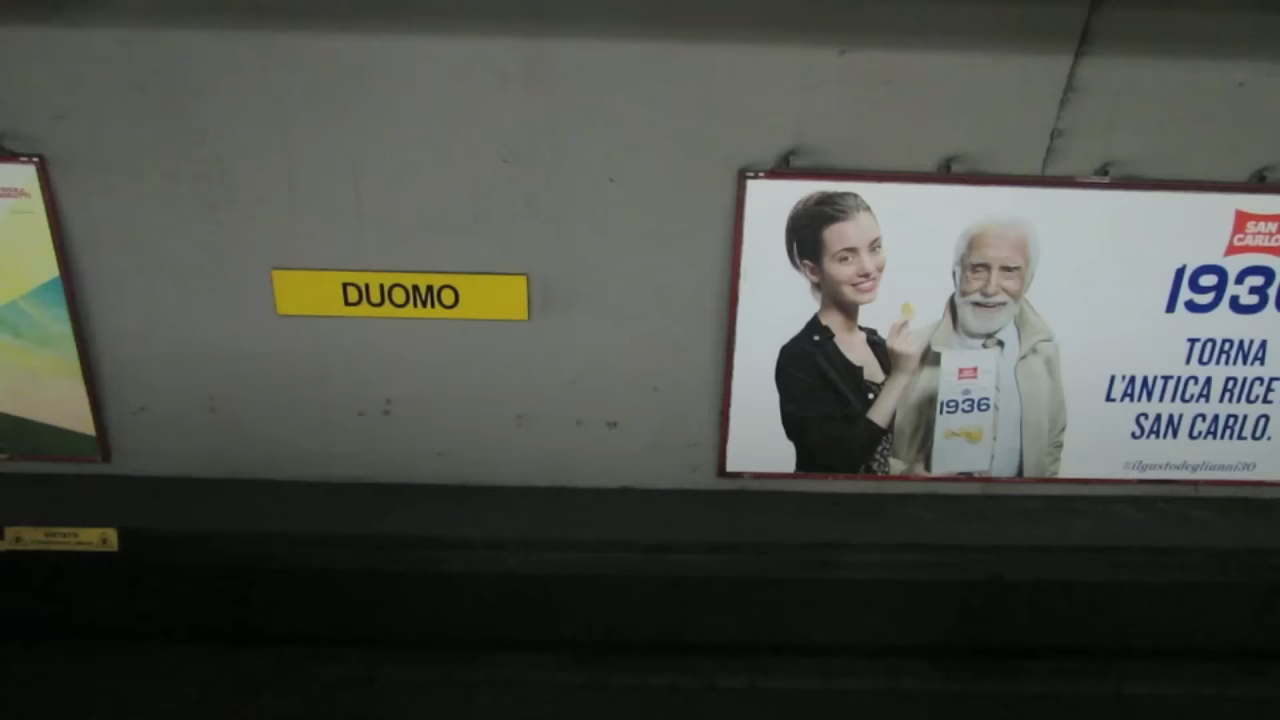 DUOMO
SAN
CARLO
1936
TORNA
L'ANTICA RICE
SAN CARLO.
#ilgustodeglianni30
1936